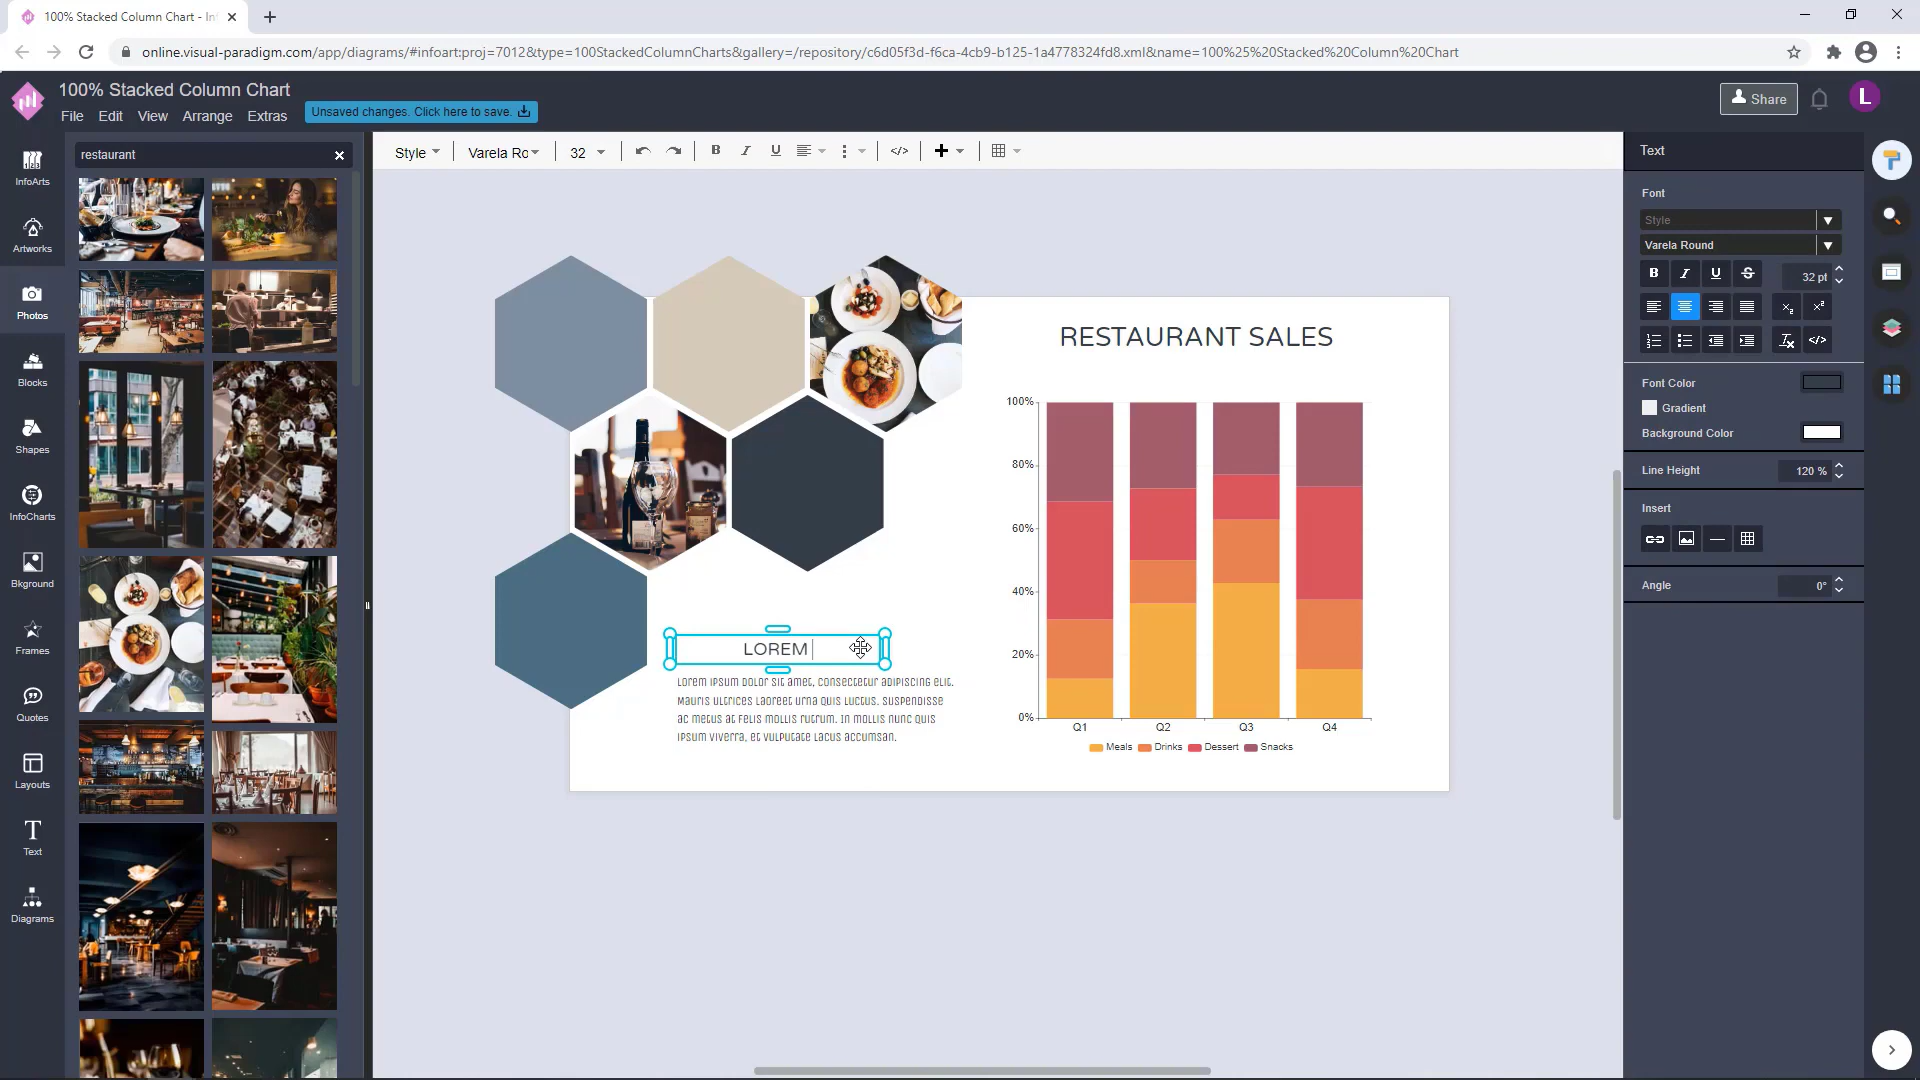 100% Stacked Column Chart - Inf
online.visual-paradigm.com/app/diagrams/#infoart:proj=7012&type=100StackedColumnCharts&gallery=/repository/c6d05f3d-f6ca-4cb9-b125-1a4778324fd8.xml&name=100%25%20Stacked%20Column%20Chart
100% Stacked Column Chart
File Edit View Arrange Extras
Unsaved changes. Click here to save.
Share
L
restaurant
InfoArts
Artworks
Photos
Blocks
Shapes
InfoCharts
Bkground
Frames
Quotes
Layouts
Text
Diagrams
Style
Varela Ro
32
B I U
RESTAURANT SALES
100%
80%
60%
40%
20%
0%
Q1 Q2 Q3 Q4
Meals Drinks Dessert Snacks
LOREM
Lorem ipsum dolor sit amet, consectetur adipiscing elit.
Mauris ultrices laoreet urna quis luctus. Suspendisse
ac metus at felis mollis rutrum. In mollis nunc quis
ipsum viverra, et vulputate lacus accumsan.
Text
Font
Style
Varela Round
B I U S
32 pt
Font Color
Gradient
Background Color
Line Height
120 %
Insert
Angle
0°